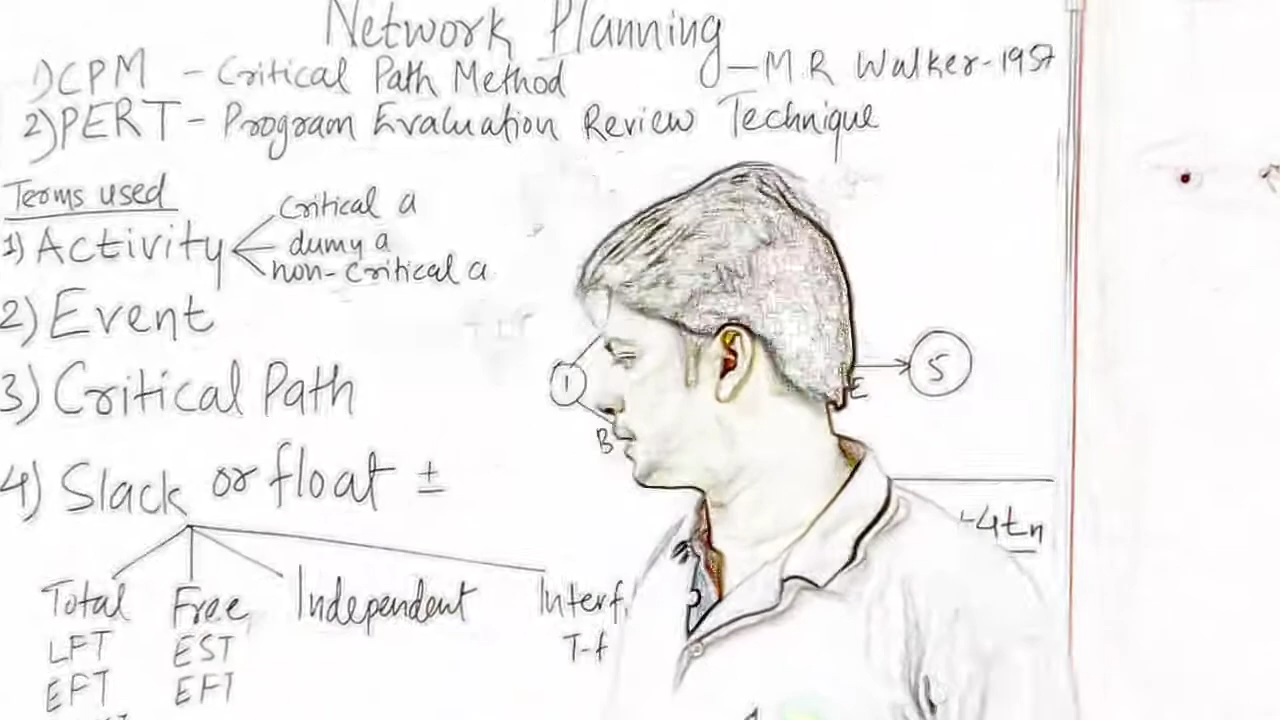 Network Planning
1) CPM - Critical Path Method - M.R Walker-1957
2) PERT - Program Evaluation Review Technique
Terms used
1) Activity
Critical a
dumy a
non-Critical a
2) Event
3) Critical Path
4) Slack or float ±
1
B
E
5
-4tn
Total Free Independent Interf.
LFT EST T-f
EFT EFT